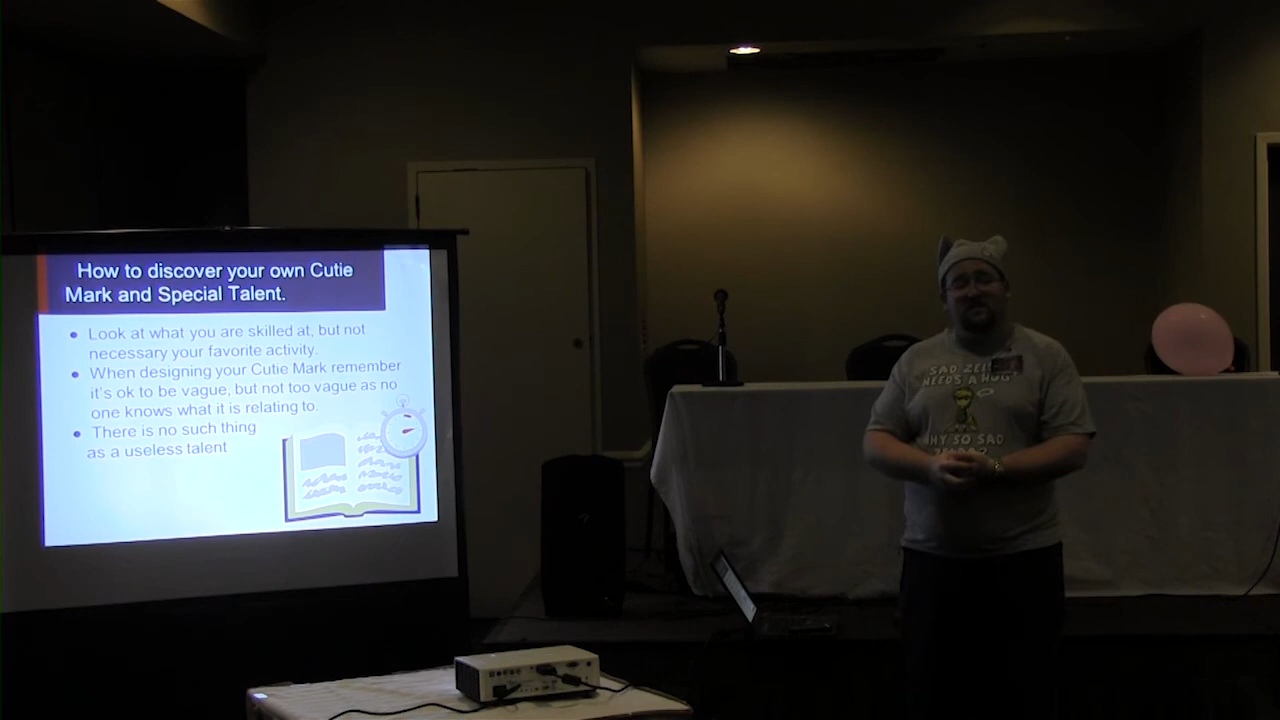 How to discover your own Cutie
Mark and Special Talent.
Look at what you are skilled at, but not
necessary your favorite activity.
When designing your Cutie Mark remember
it's ok to be vague, but not too vague as no
one knows what it is relating to.
There is no such thing
as a useless talent
SAD
NEEDS A HUG
SO SAD